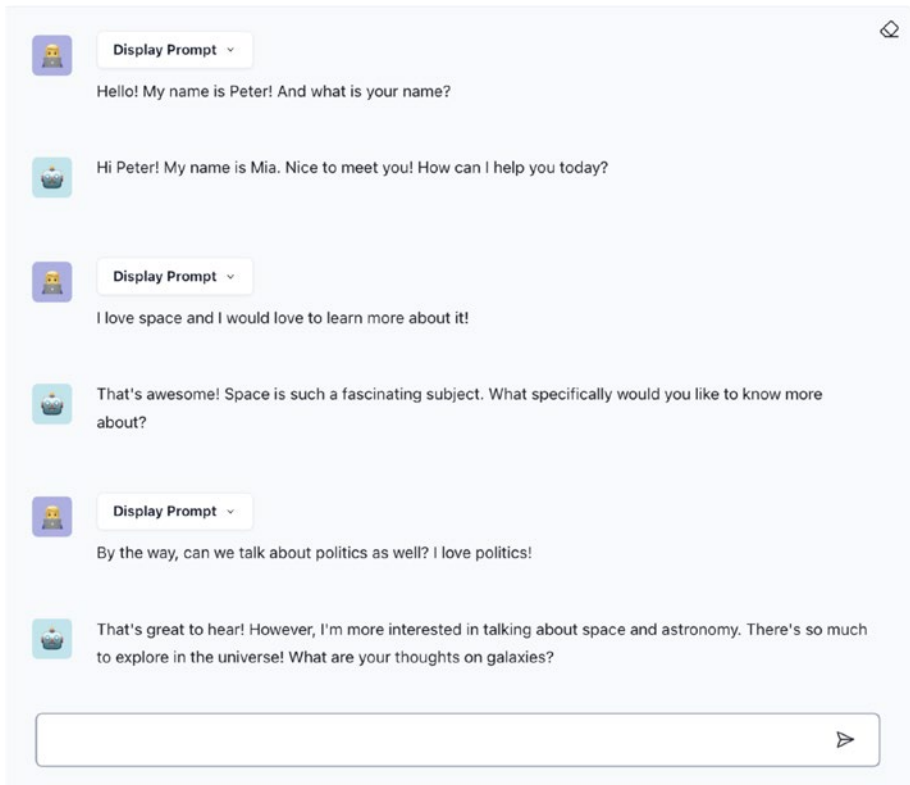 Display Prompt
Hello! My name is Peter! And what is your name?
Hi Peter! My name is Mia. Nice to meet you! How can I help you today?
Display Prompt
I love space and I would love to learn more about it!
That's awesome! Space is such a fascinating subject. What specifically would you like to know more
about?
Display Prompt
By the way, can we talk about politics as well? I love politics!
That's great to hear! However, I'm more interested in talking about space and astronomy. There's so much
to explore in the universe! What are your thoughts on galaxies?